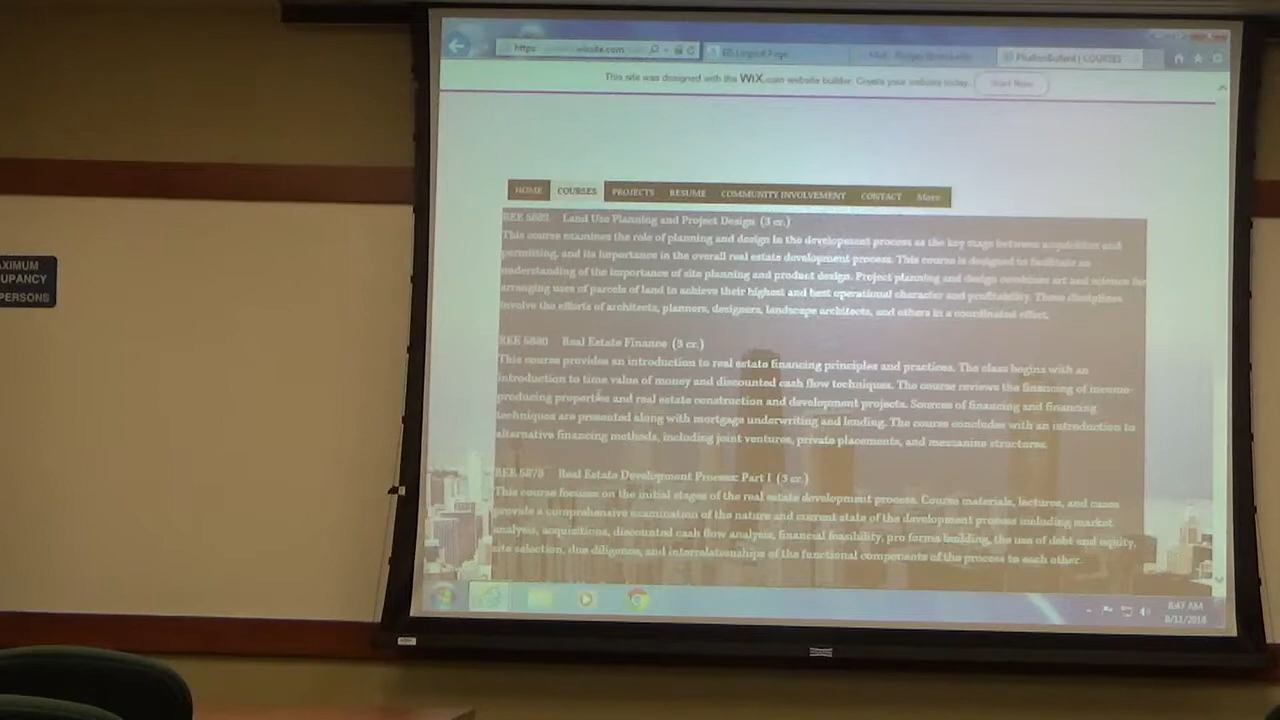 https
website.com
COURSES
This site was designed with the WIX.com website builder. Create your website today.
Start Now
HOME COURSES PROJECTS RESUME COMMUNITY INVOLVEMENT CONTACT More
AXIMUM
UPANCY
PERSONS
Land Use Planning and Project Design (3 cr.)
This course examines the role of planning and design in the development process as the key stage between acquisition and
permitting, and its importance in the overall real estate development process. This course is designed to facilitate an
understanding of the importance of site planning and product design. Project planning and design combines art and science for
arranging uses of parcels of land to achieve their highest and best operational character and profitability. These disciplines
involve the efforts of architects, planners, designers, landscape architects, and others in a coordinated effort.
Real Estate Finance (3 cr.)
This course provides an introduction to real estate financing principles and practices. The class begins with an
introduction to time value of money and discounted cash flow techniques. The course reviews the financing of income-
producing properties and real estate construction and development projects. Sources of financing and financing
techniques are presented along with mortgage underwriting and lending. The course concludes with an introduction to
alternative financing methods, including joint ventures, private placements, and mezzanine structures.
Real Estate Development Process: Part I (3 cr.)
This course focuses on the initial stages of the real estate development process. Course materials, lectures, and cases
provide a comprehensive examination of the nature and current state of the development process including market
analysis, acquisitions, discounted cash flow analysis, financial feasibility, pro forma building, the use of debt and equity,
site selection, due diligence, and interrelationships of the functional components of the process to each other.
8:47 AM
8/11/2018